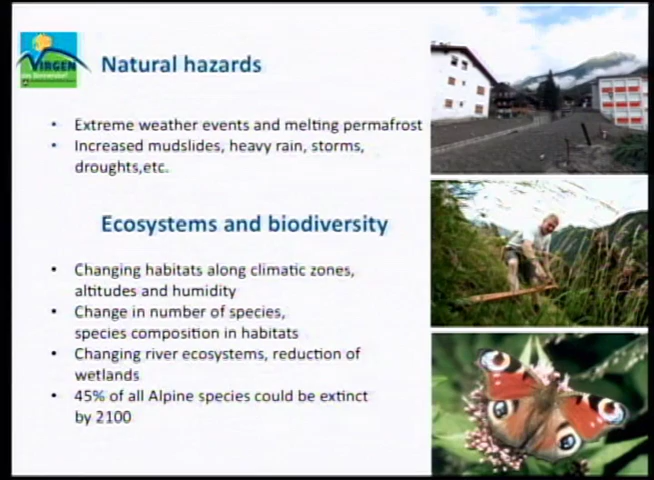 VIRGEN
Natural hazards
Extreme weather events and melting permafrost
Increased mudslides, heavy rain, storms,
droughts,etc.
Ecosystems and biodiversity
Changing habitats along climatic zones,
altitudes and humidity
Change in number of species,
species composition in habitats
Changing river ecosystems, reduction of
wetlands
45% of all Alpine species could be extinct
by 2100